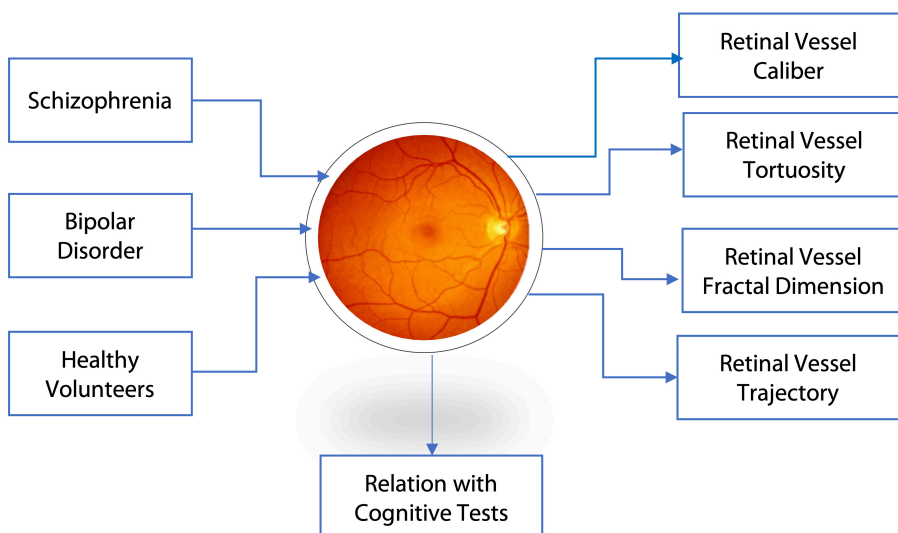 Schizophrenia
Bipolar
Disorder
Healthy
Volunteers
Retinal Vessel
Caliber
Retinal Vessel
Tortuosity
Retinal Vessel
Fractal Dimension
Retinal Vessel
Trajectory
Relation with
Cognitive Tests